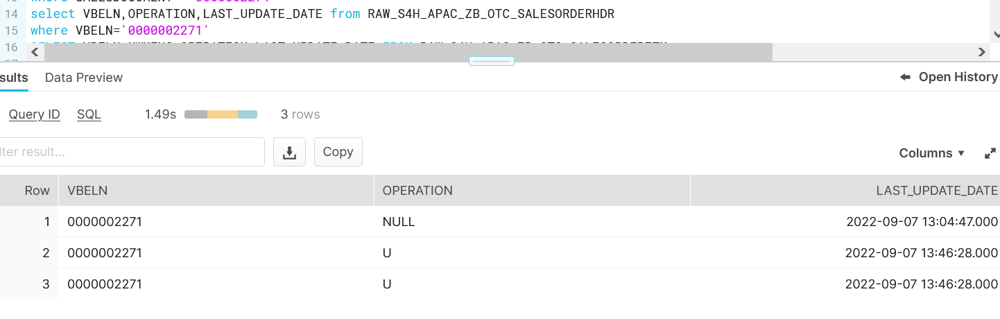 14 select VBELN,OPERATION,LAST_UPDATE_DATE from RAW_S4H_APAC_ZB_OTC_SALESORDERHDR
15 where VBELN='0000002271'
16
sults Data Preview Open History
Query ID SQL 1.49s 3 rows
lter result... Copy Columns
Row VBELN OPERATION LAST_UPDATE_DATE
1 0000002271 NULL 2022-09-07 13:04:47.000
2 0000002271 U 2022-09-07 13:46:28.000
3 0000002271 U 2022-09-07 13:46:28.000